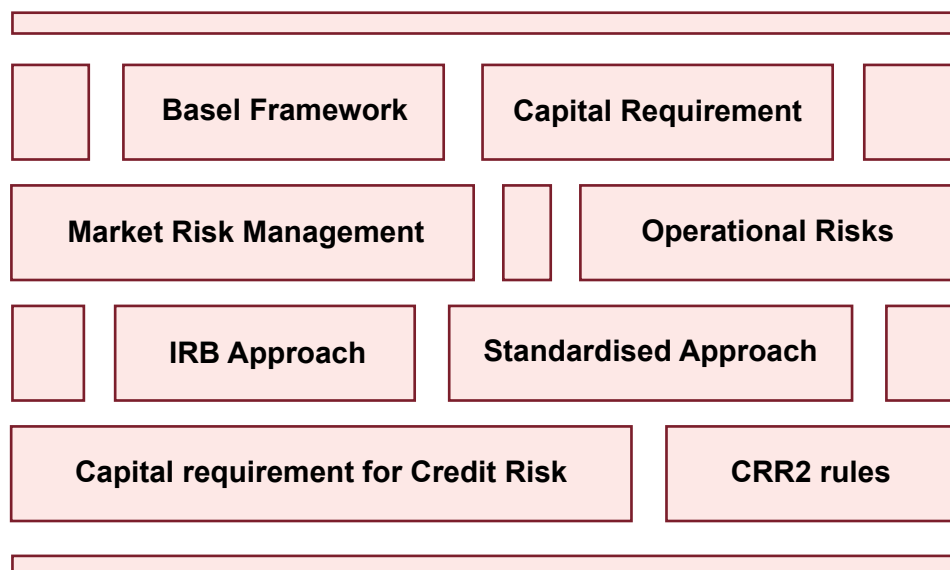 Basel Framework
Capital Requirement
Market Risk Management
Operational Risks
IRB Approach
Standardised Approach
Capital requirement for Credit Risk
CRR2 rules